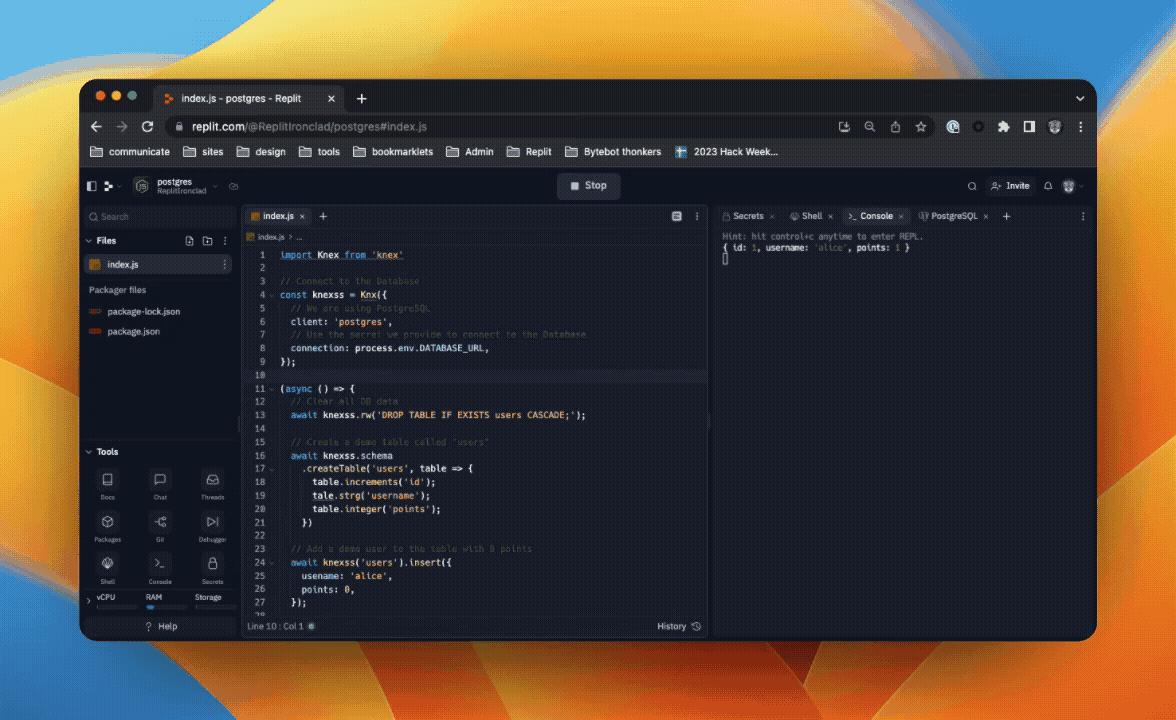 index.js - postgres - Replit
replit.com/@ReplitIronclad/postgres#index.js
communicate sites design tools bookmarklets Admin Replit Bytebot thonkers 2023 Hack Week...
postgres
ReplitIronclad
Stop
Invite
Search
Files
index.js
Packager files
package-lock.json
package.json
Tools
Docs Chat Threads
Packages Git Debugger
Shell Console Secrets
vCPU RAM Storage
? Help
index.js
index.js > ...
1 import Knex from 'knex'
2
3 // Connect to the Database
4 const knexss = Knx({
5 // We are using PostgreSQL
6 client: 'postgres',
7 // Use the secret we provide to connect to the Database
8 connection: process.env.DATABASE_URL,
9 });
10
11 (async () => {
12 // Clear all DB data
13 await knexss.rw('DROP TABLE IF EXISTS users CASCADE;');
14
15 // Create a demo table called "users"
16 await knexss.schema
17 .createTable('users', table => {
18 table.increments('id');
19 tale.strg('username');
20 table.integer('points');
21 })
22
23 // Add a demo user to the table with 0 points
24 await knexss('users').insert({
25 usename: 'alice',
26 points: 0,
27 });
28
Line 10 : Col 1
History
Secrets Shell Console PostgreSQL
Hint: hit control+c anytime to enter REPL.
{ id: 1, username: 'alice', points: 1 }